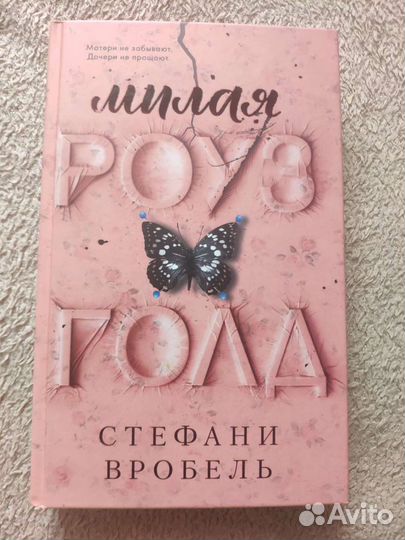 Матери не забывают.
Дочери не прощают.
милая
РОУЗ
ГОЛД
СТЕФАНИ
ВРОБЕЛЬ
Avito